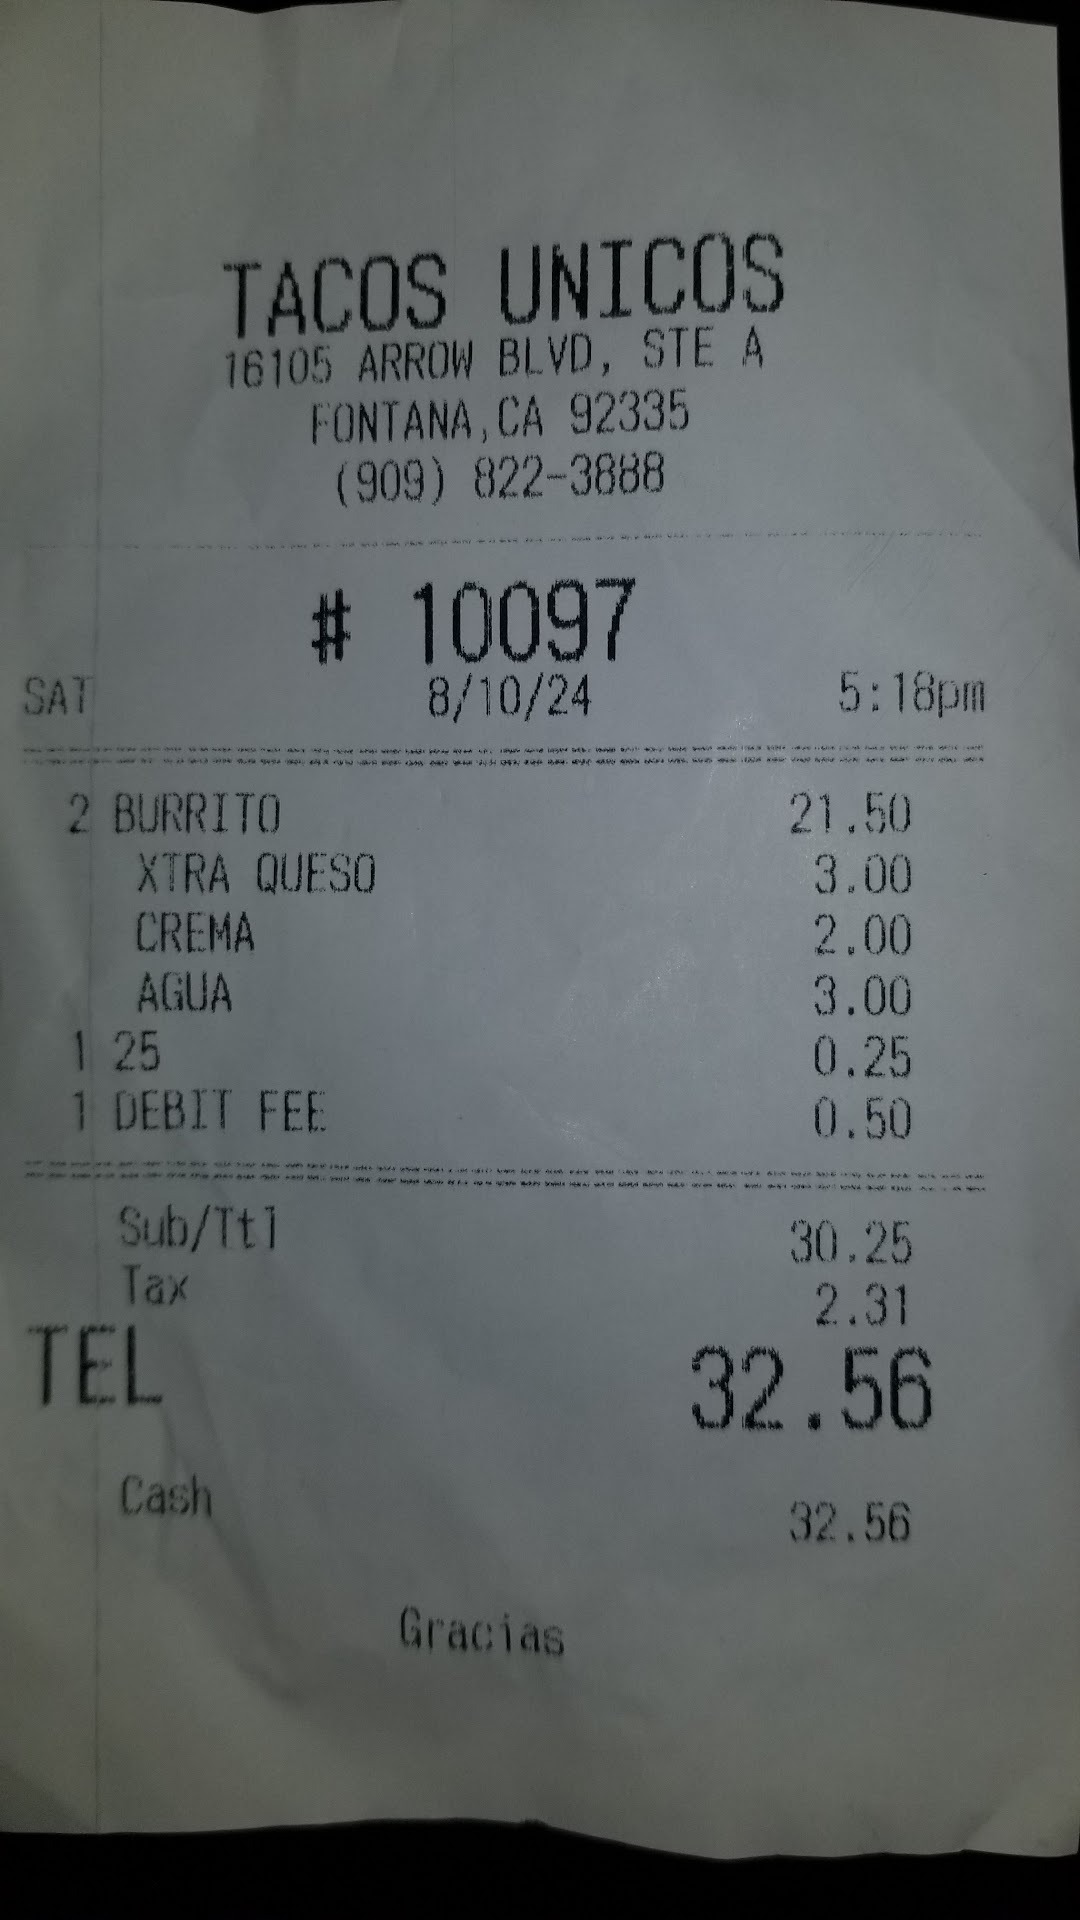 TACOS UNICOS
16105 ARROW BLVD, STE A
FONTANA,CA 92335
(909) 822-3888
# 10097
SAT 8/10/24 5:18pm
2 BURRITO 21.50
XTRA QUESO 3.00
CREMA 2.00
AGUA 3.00
1 25 0.25
1 DEBIT FEE 0.50
Sub/Ttl 30.25
Tax 2.31
TEL 32.56
Cash 32.56
Gracias